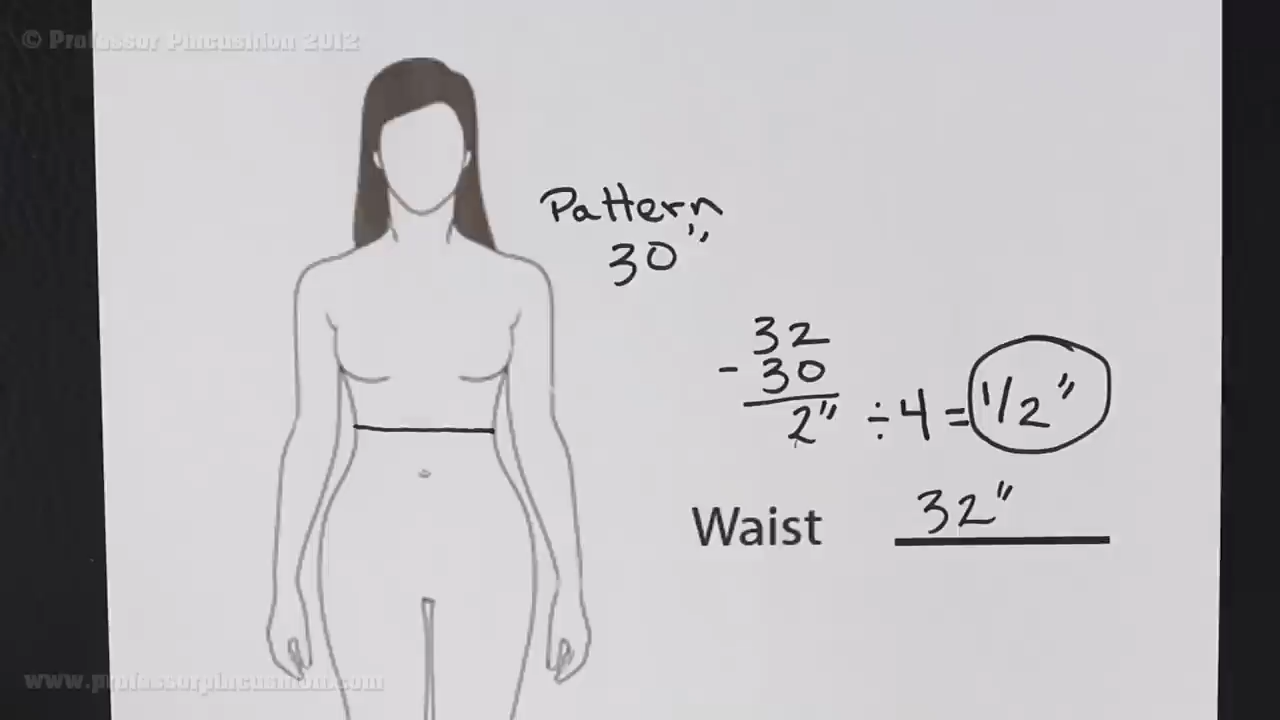 © Professor Pincushion 2012
Pattern
30"
32
- 30
2" ÷ 4 = 1/2"
Waist 32"
www.professorpincushion.com